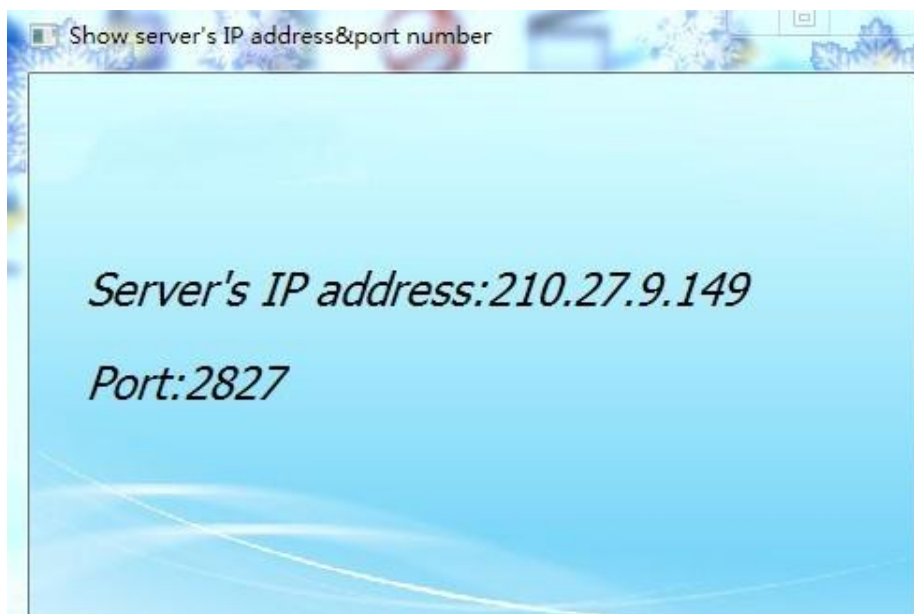 Show server's IP address&port number
Server's IP address:210.27.9.149
Port:2827